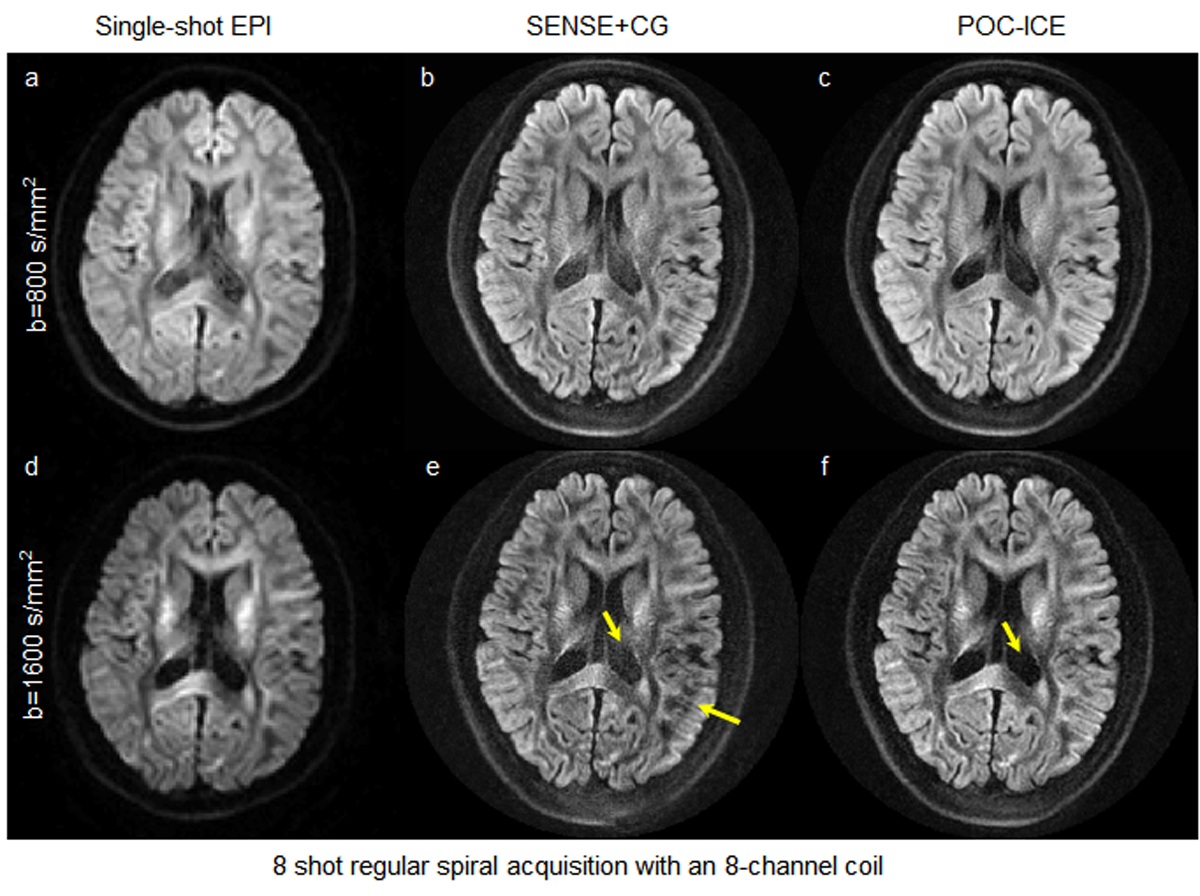 Single-shot EPI SENSE+CG POC-ICE
a b c
b=800 s/mm²
d e f
b=1600 s/mm²
8 shot regular spiral acquisition with an 8-channel coil